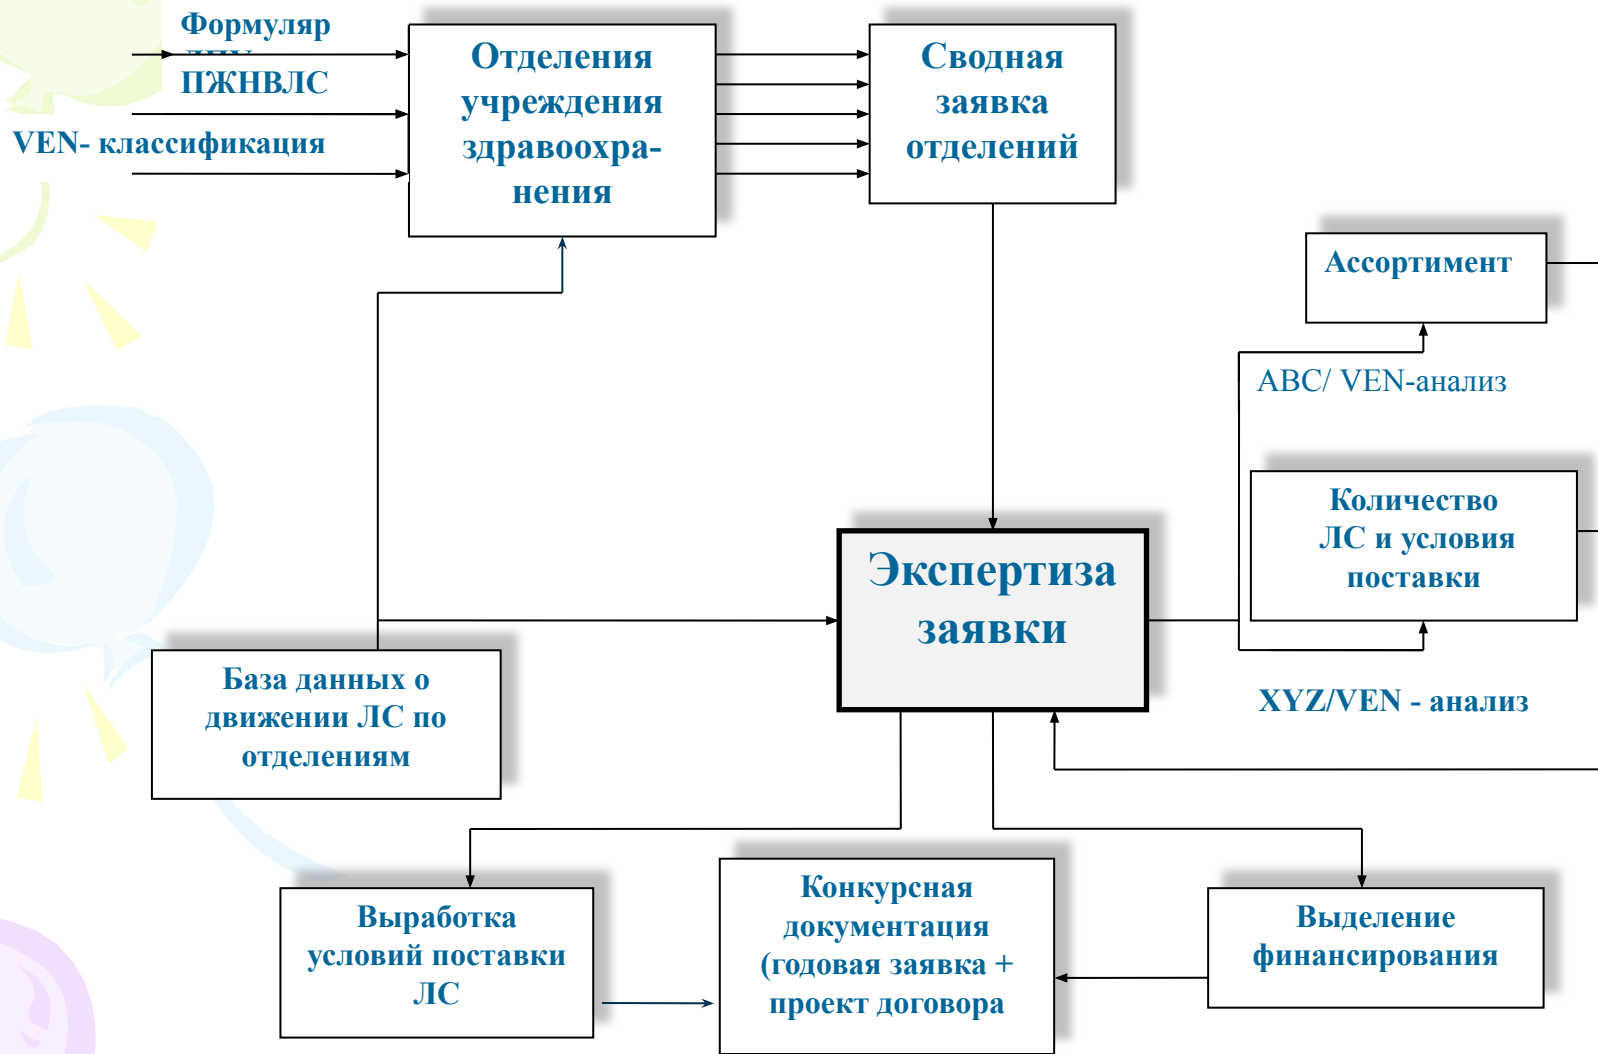 Формуляр
ПЖНВЛС
VEN- классификация
Отделения
учреждения
здравоохра-
нения
Сводная
заявка
отделений
Ассортимент
ABC/ VEN-анализ
Количество
ЛС и условия
поставки
XYZ/VEN - анализ
Экспертиза
заявки
База данных о
движении ЛС по
отделениям
Выработка
условий поставки
ЛС
Конкурсная
документация
(годовая заявка +
проект договора
Выделение
финансирования